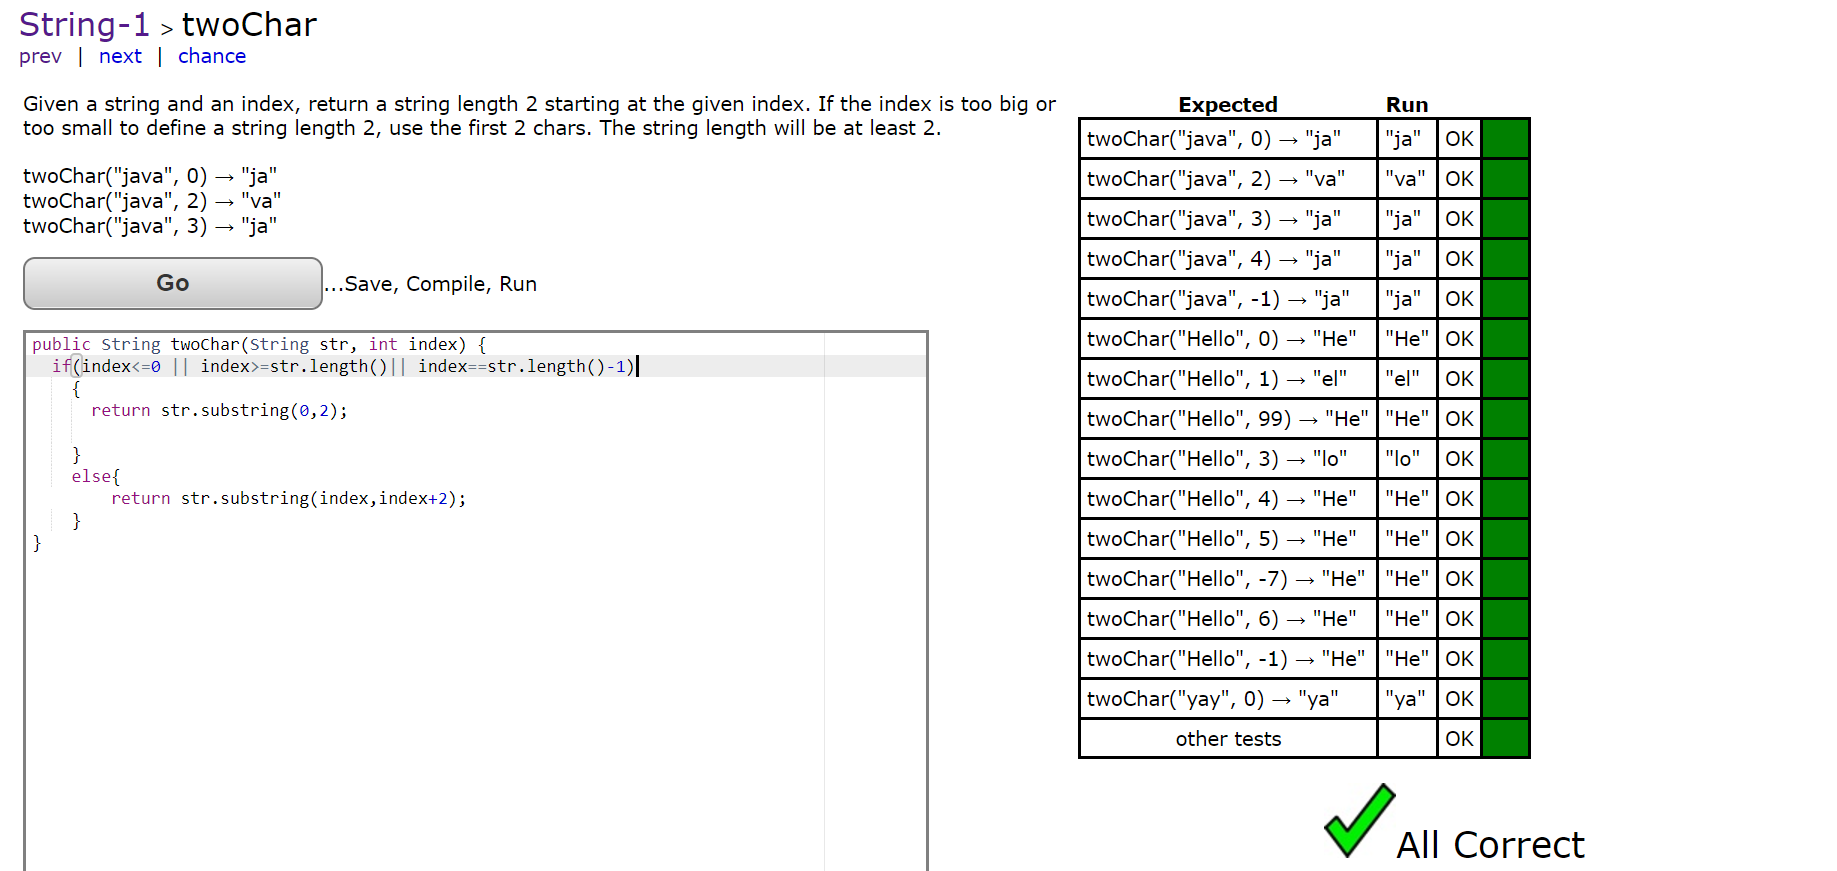 String-1 > twoChar
prev | next | chance
Given a string and an index, return a string length 2 starting at the given index. If the index is too big or
too small to define a string length 2, use the first 2 chars. The string length will be at least 2.
twoChar("java", 0) → "ja"
twoChar("java", 2) → "va"
twoChar("java", 3) → "ja"
Go ...Save, Compile, Run
public String twoChar(String str, int index) {
  if(index<=0 || index>=str.length()|| index==str.length()-1)
    {
      return str.substring(0,2);
    }
    else{
        return str.substring(index,index+2);
    }
}
Expected Run
twoChar("java", 0) → "ja" "ja" OK
twoChar("java", 2) → "va" "va" OK
twoChar("java", 3) → "ja" "ja" OK
twoChar("java", 4) → "ja" "ja" OK
twoChar("java", -1) → "ja" "ja" OK
twoChar("Hello", 0) → "He" "He" OK
twoChar("Hello", 1) → "el" "el" OK
twoChar("Hello", 99) → "He" "He" OK
twoChar("Hello", 3) → "lo" "lo" OK
twoChar("Hello", 4) → "He" "He" OK
twoChar("Hello", 5) → "He" "He" OK
twoChar("Hello", -7) → "He" "He" OK
twoChar("Hello", 6) → "He" "He" OK
twoChar("Hello", -1) → "He" "He" OK
twoChar("yay", 0) → "ya" "ya" OK
other tests OK
All Correct